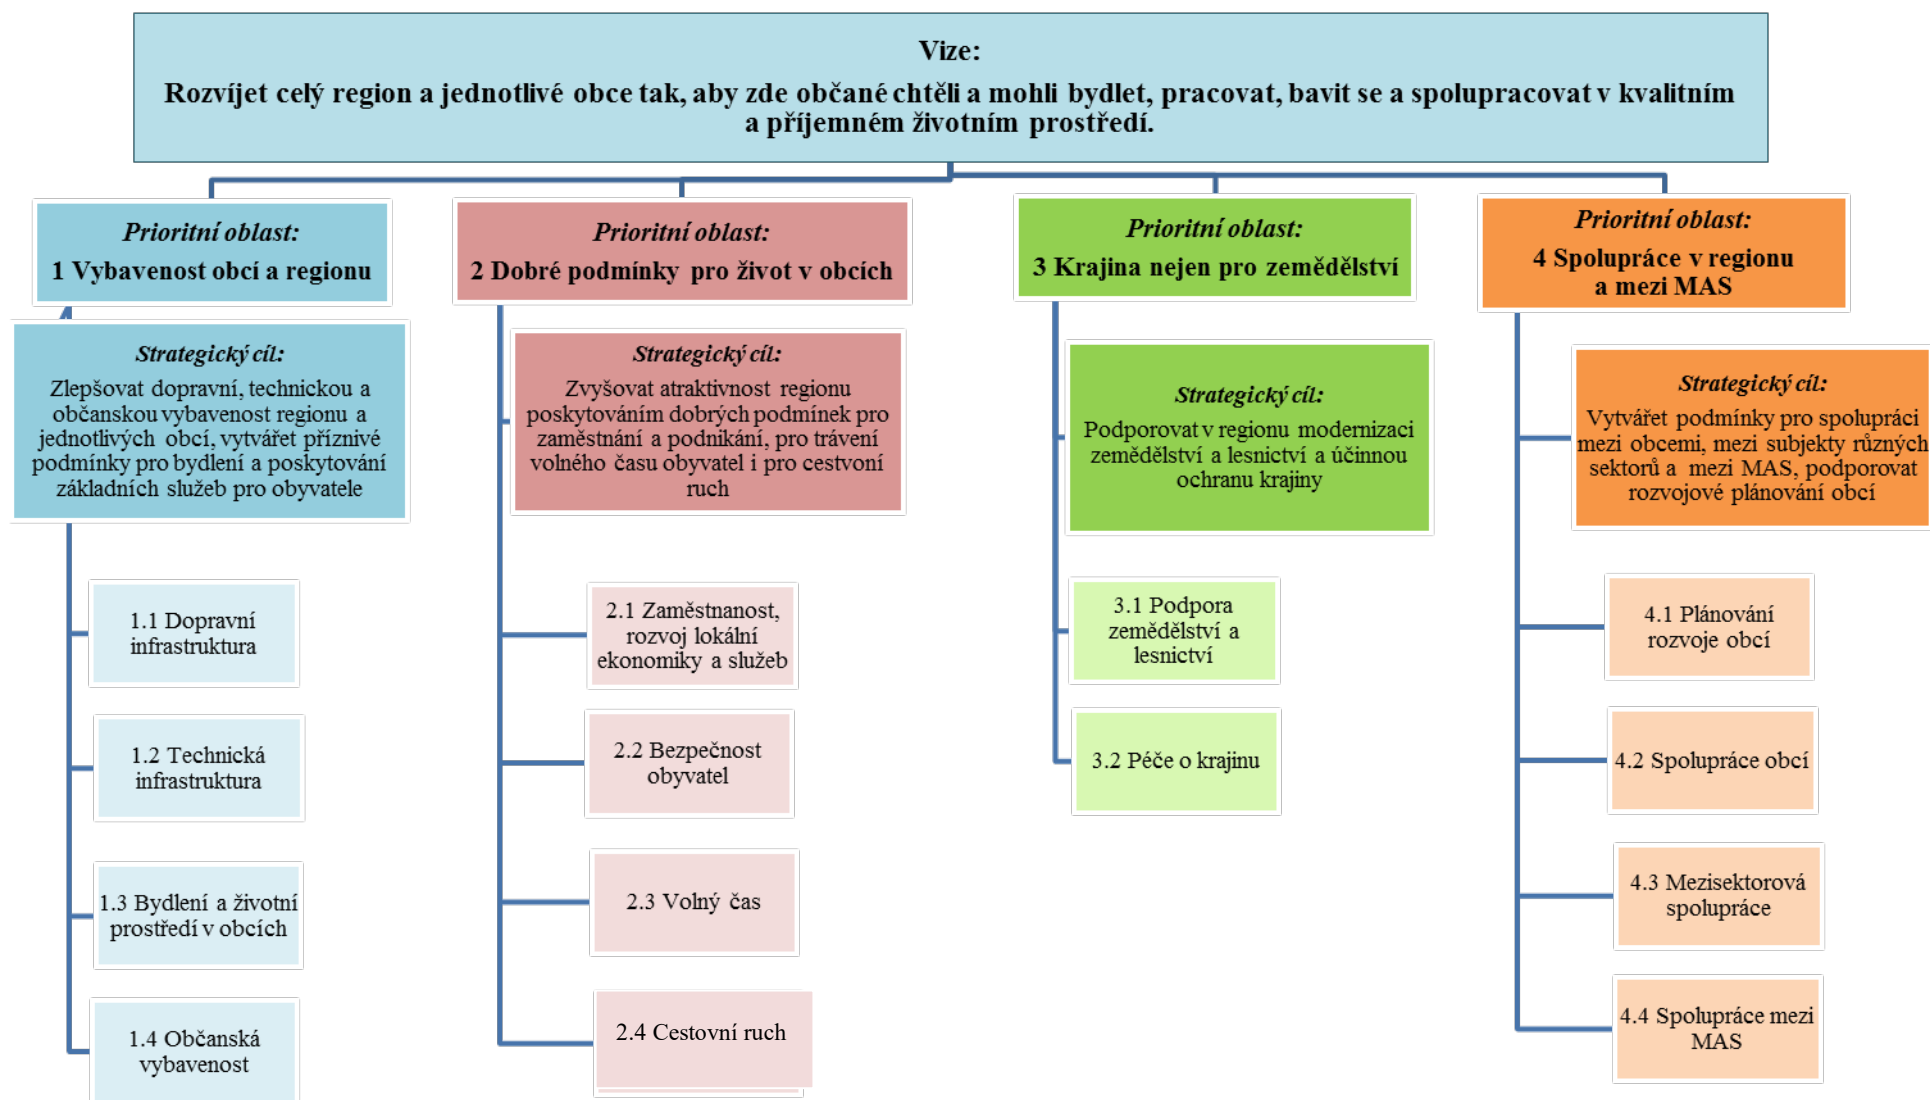 Vize:
Rozvíjet celý region a jednotlivé obce tak, aby zde občané chtěli a mohli bydlet, pracovat, bavit se a spolupracovat v kvalitním
a příjemném životním prostředí.
Prioritní oblast:
1 Vybavenost obcí a regionu
Strategický cíl:
Zlepšovat dopravní, technickou a
občanskou vybavenost regionu a
jednotlivých obcí, vytvářet příznivé
podmínky pro bydlení a poskytování
základních služeb pro obyvatele
1.1 Dopravní
infrastruktura
1.2 Technická
infrastruktura
1.3 Bydlení a životní
prostředí v obcích
1.4 Občanská
vybavenost
Prioritní oblast:
2 Dobré podmínky pro život v obcích
Strategický cíl:
Zvyšovat atraktivnost regionu
poskytováním dobrých podmínek pro
zaměstnání a podnikání, pro trávení
volného času obyvatel i pro cestvoní
ruch
2.1 Zaměstnanost,
rozvoj lokální
ekonomiky a služeb
2.2 Bezpečnost
obyvatel
2.3 Volný čas
2.4 Cestovní ruch
Prioritní oblast:
3 Krajina nejen pro zemědělství
Strategický cíl:
Podporovat v regionu modernizaci
zemědělství a lesnictví a účinnou
ochranu krajiny
3.1 Podpora
zemědělství a
lesnictví
3.2 Péče o krajinu
Prioritní oblast:
4 Spolupráce v regionu
a mezi MAS
Strategický cíl:
Vytvářet podmínky pro spolupráci
mezi obcemi, mezi subjekty různých
sektorů a mezi MAS, podporovat
rozvojové plánování obcí
4.1 Plánování
rozvoje obcí
4.2 Spolupráce obcí
4.3 Mezisektorová
spolupráce
4.4 Spolupráce mezi
MAS